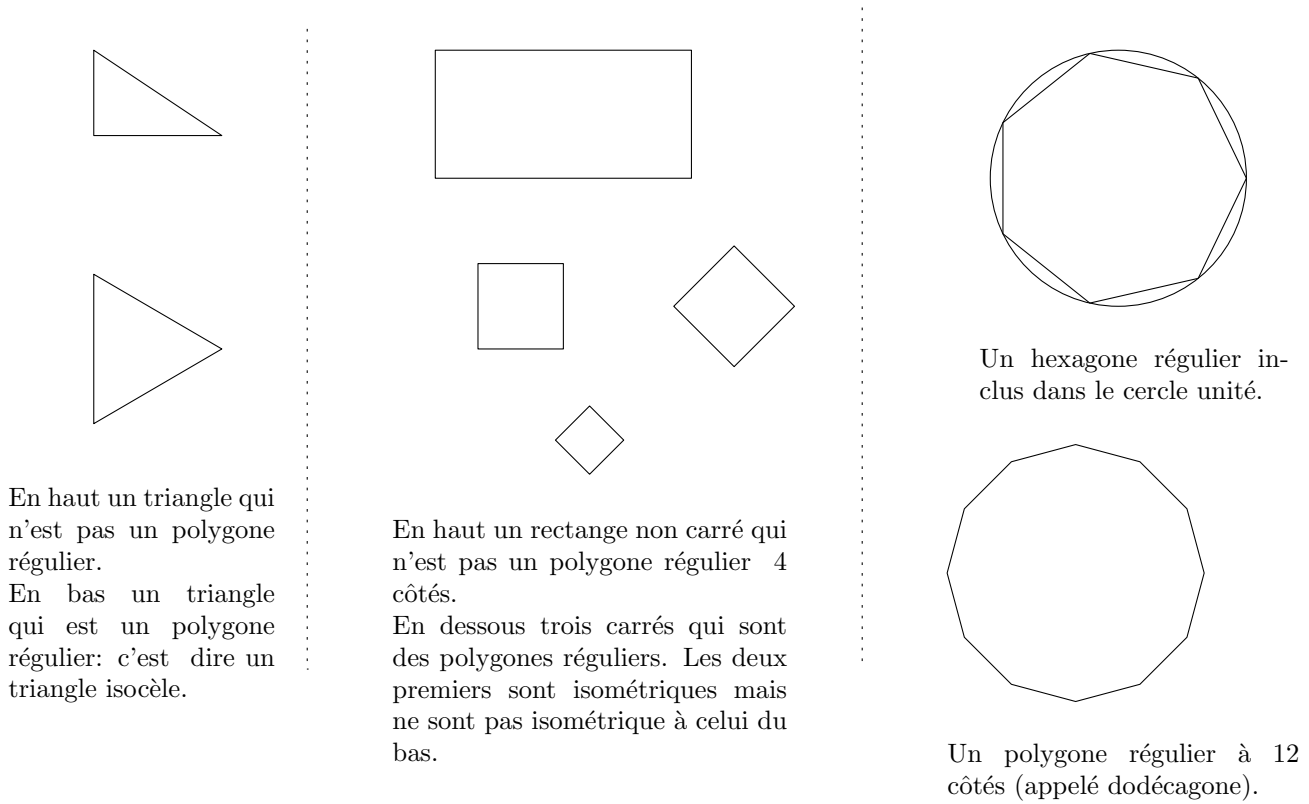 En haut un triangle qui
n'est pas un polygone
régulier.
En bas un triangle
qui est un polygone
régulier: c'est dire un
triangle isocèle.
En haut un rectange non carré qui
n'est pas un polygone régulier 4
côtés.
En dessous trois carrés qui sont
des polygones réguliers. Les deux
premiers sont isométriques mais
ne sont pas isométrique à celui du
bas.
Un hexagone régulier in-
clus dans le cercle unité.
Un polygone régulier à 12
côtés (appelé dodécagone).